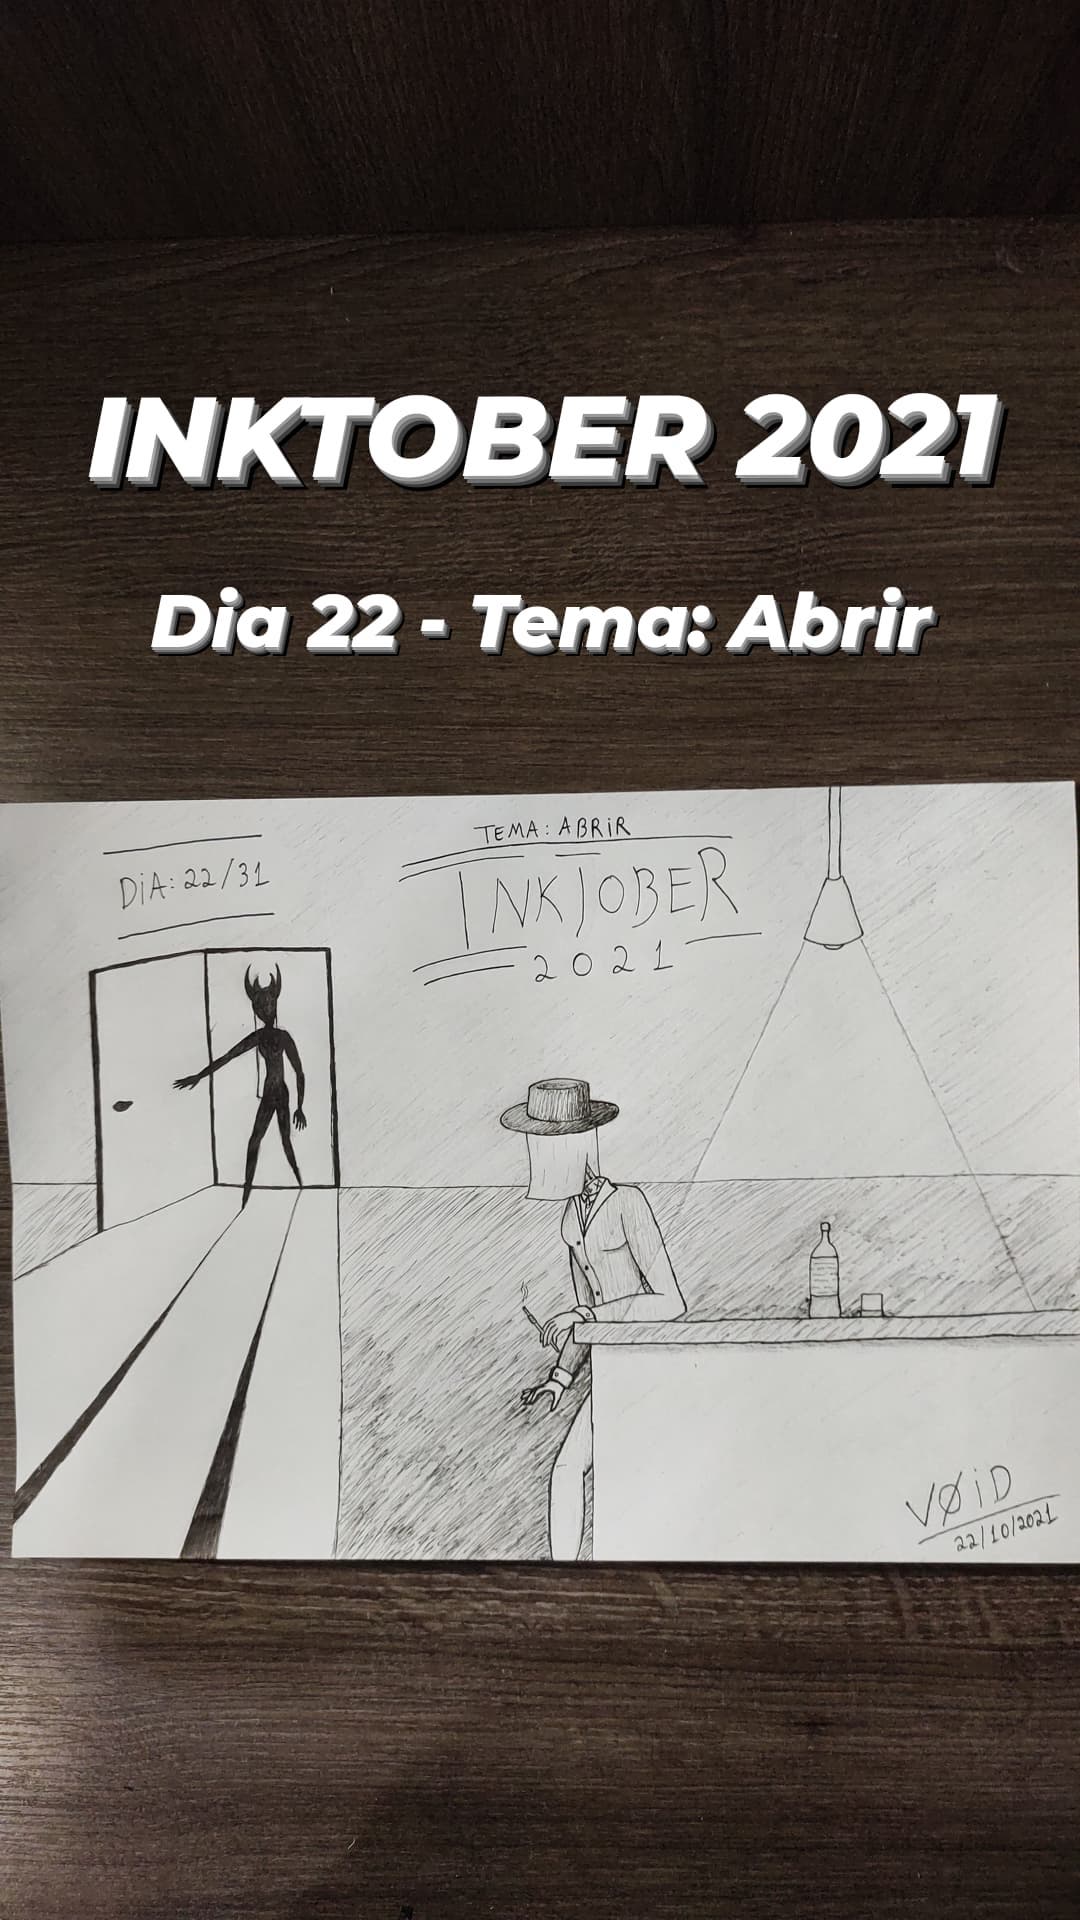 INKTOBER 2021
Dia 22 - Tema: Abrir
TEMA: ABRIR
DIA: 22/31
INKTOBER
2021
VØiD
22/10/2021